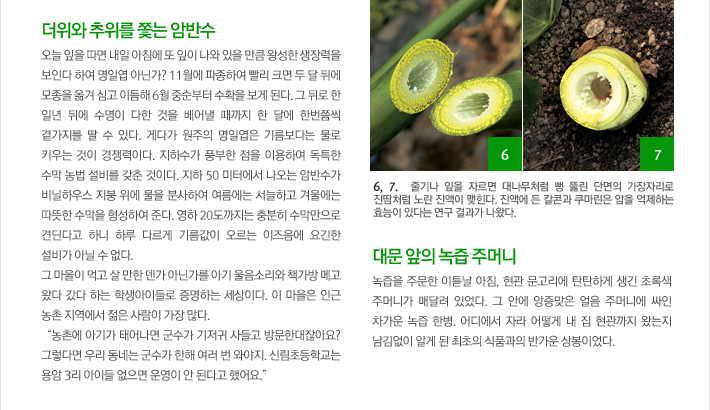 더위와 추위를 쫓는 암반수
오늘 잎을 따면 내일 아침에 또 잎이 나와 있을 만큼 왕성한 생장력을
보인다 하여 명일엽 아닌가? 11월에 파종하여 빨리 크면 두 달 뒤에
모종을 옮겨 심고 이듬해 6월 중순부터 수확을 보게 된다. 그 뒤로 한
일년 뒤에 수명이 다한 것을 베어낼 때까지 한 달에 한번쯤씩
곁가지를 딸 수 있다. 게다가 원주의 명일엽은 기름보다는 물로
키우는 것이 경쟁력이다. 지하수가 풍부한 점을 이용하여 독특한
수막 농법 설비를 갖춘 것이다. 지하 50 미터에서 나오는 암반수가
비닐하우스 지붕 위에 물을 분사하여 여름에는 서늘하고 겨울에는
따뜻한 수막을 형성하여 준다. 영하 20도까지는 충분히 수막만으로
견딘다고 하니 하루 다르게 기름값이 오르는 이즈음에 요긴한
설비가 아닐 수 없다.
그 마을이 먹고 살 만한 덴가 아닌가를 아기 울음소리와 책가방 메고
왔다 갔다 하는 학생아이들로 증명하는 세상이다. 이 마을은 인근
농촌 지역에서 젊은 사람이 가장 많다.
“농촌에 아기가 태어나면 군수가 기저귀 사들고 방문한대잖아요?
그렇다면 우리 동네는 군수가 한해 여러 번 와야지. 신림초등학교는
용암 3리 아이들 없으면 운영이 안 된다고 했어요.”
6
7
6, 7. 줄기나 잎을 자르면 대나무처럼 뻥 뚫린 단면의 가장자리로
진땀처럼 노란 진액이 맺힌다. 진액에 든 칼콘과 쿠마린은 암을 억제하는
효능이 있다는 연구 결과가 나왔다.
대문 앞의 녹즙 주머니
녹즙을 주문한 이튿날 아침, 현관 문고리에 탄탄하게 생긴 초록색
주머니가 매달려 있었다. 그 안에 앙증맞은 얼음 주머니에 싸인
차가운 녹즙 한병. 어디에서 자라 어떻게 내 집 현관까지 왔는지
남김없이 알게 된 최초의 식품과의 반가운 상봉이었다.